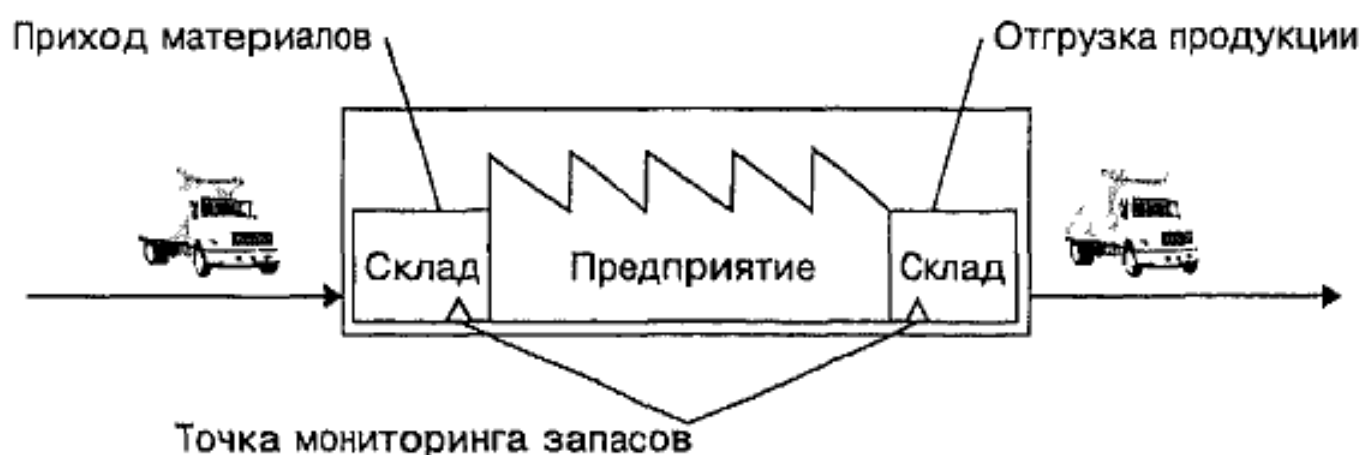 Приход материалов
Отгрузка продукции
Склад
Предприятие
Склад
Точка мониторинга запасов